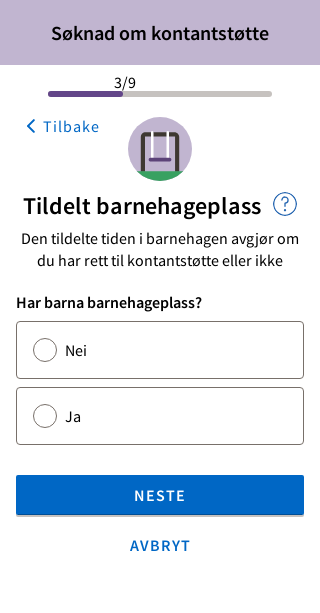 Søknad om kontantstøtte
3/9
Tilbake
Tildelt barnehageplass ?
Den tildelte tiden i barnehagen avgjør om
du har rett til kontantstøtte eller ikke
Har barna barnehageplass?
Nei
Ja
NESTE
AVBRYT